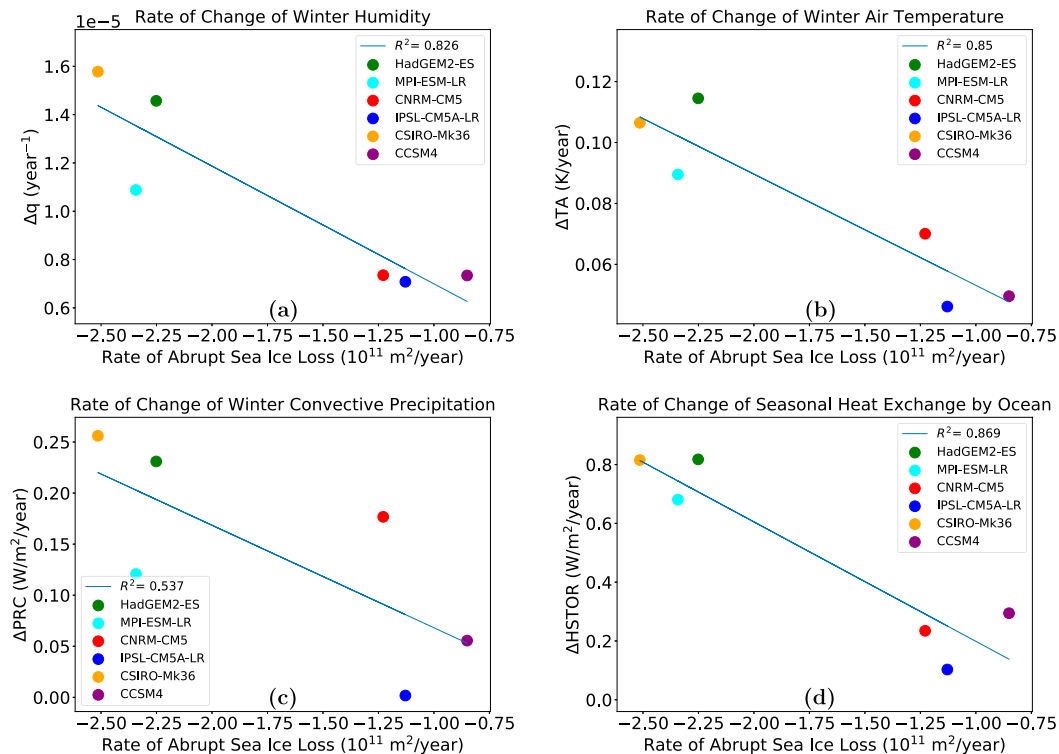 Rate of Change of Winter Humidity
1e−5
1.6
1.4
1.2
1.0
0.8
0.6
Δq (year⁻¹)
R²= 0.826
HadGEM2-ES
MPI-ESM-LR
CNRM-CM5
IPSL-CM5A-LR
CSIRO-Mk36
CCSM4
(a)
−2.50 −2.25 −2.00 −1.75 −1.50 −1.25 −1.00 −0.75
Rate of Abrupt Sea Ice Loss (10¹¹ m²/year)
Rate of Change of Winter Air Temperature
0.12
0.10
0.08
0.06
ΔTA (K/year)
R²= 0.85
HadGEM2-ES
MPI-ESM-LR
CNRM-CM5
IPSL-CM5A-LR
CSIRO-Mk36
CCSM4
(b)
−2.50 −2.25 −2.00 −1.75 −1.50 −1.25 −1.00 −0.75
Rate of Abrupt Sea Ice Loss (10¹¹ m²/year)
Rate of Change of Winter Convective Precipitation
0.25
0.20
0.15
0.10
0.05
0.00
ΔPRC (W/m²/year)
R²= 0.537
HadGEM2-ES
MPI-ESM-LR
CNRM-CM5
IPSL-CM5A-LR
CSIRO-Mk36
CCSM4
(c)
−2.50 −2.25 −2.00 −1.75 −1.50 −1.25 −1.00 −0.75
Rate of Abrupt Sea Ice Loss (10¹¹ m²/year)
Rate of Change of Seasonal Heat Exchange by Ocean
0.8
0.6
0.4
0.2
0.0
ΔHSTOR (W/m²/year)
R²= 0.869
HadGEM2-ES
MPI-ESM-LR
CNRM-CM5
IPSL-CM5A-LR
CSIRO-Mk36
CCSM4
(d)
−2.50 −2.25 −2.00 −1.75 −1.50 −1.25 −1.00 −0.75
Rate of Abrupt Sea Ice Loss (10¹¹ m²/year)